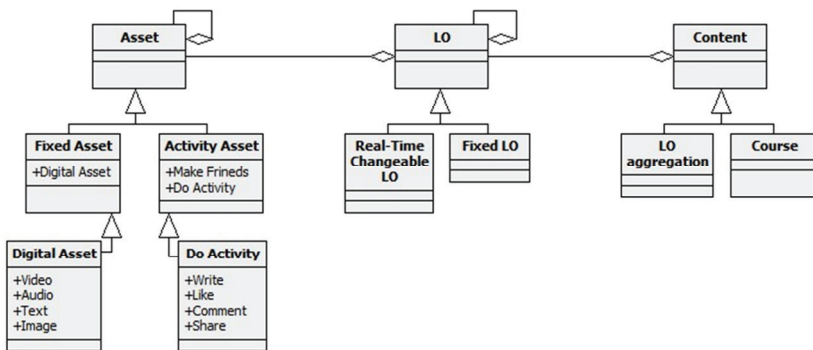 Asset
LO
Content
Fixed Asset
+Digital Asset
Activity Asset
+Make Frineds
+Do Activity
Real-Time
Changeable
LO
Fixed LO
LO
aggregation
Course
Digital Asset
+Video
+Audio
+Text
+Image
Do Activity
+Write
+Like
+Comment
+Share